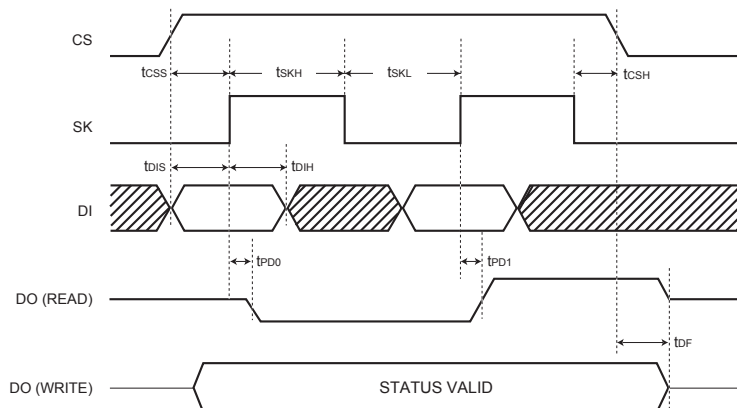 CS
tCSS tSKH tSKL tCSH
SK
tDIS tDIH
DI
tPD0 tPD1
DO (READ)
tDF
DO (WRITE) STATUS VALID